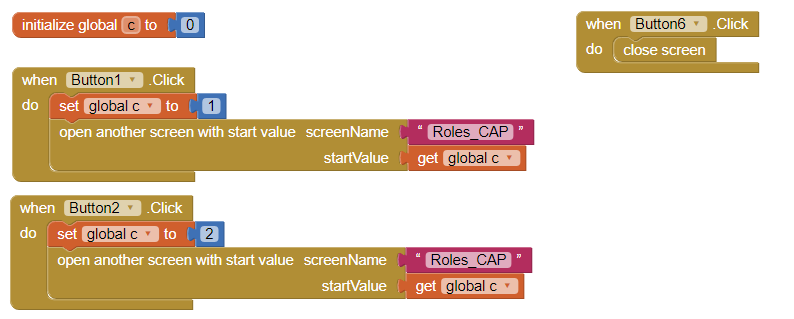 initialize global c to 0
when Button1 .Click
do set global c to 1
open another screen with start value screenName " Roles_CAP "
startValue get global c
when Button2 .Click
do set global c to 2
open another screen with start value screenName " Roles_CAP "
startValue get global c
when Button6 .Click
do close screen